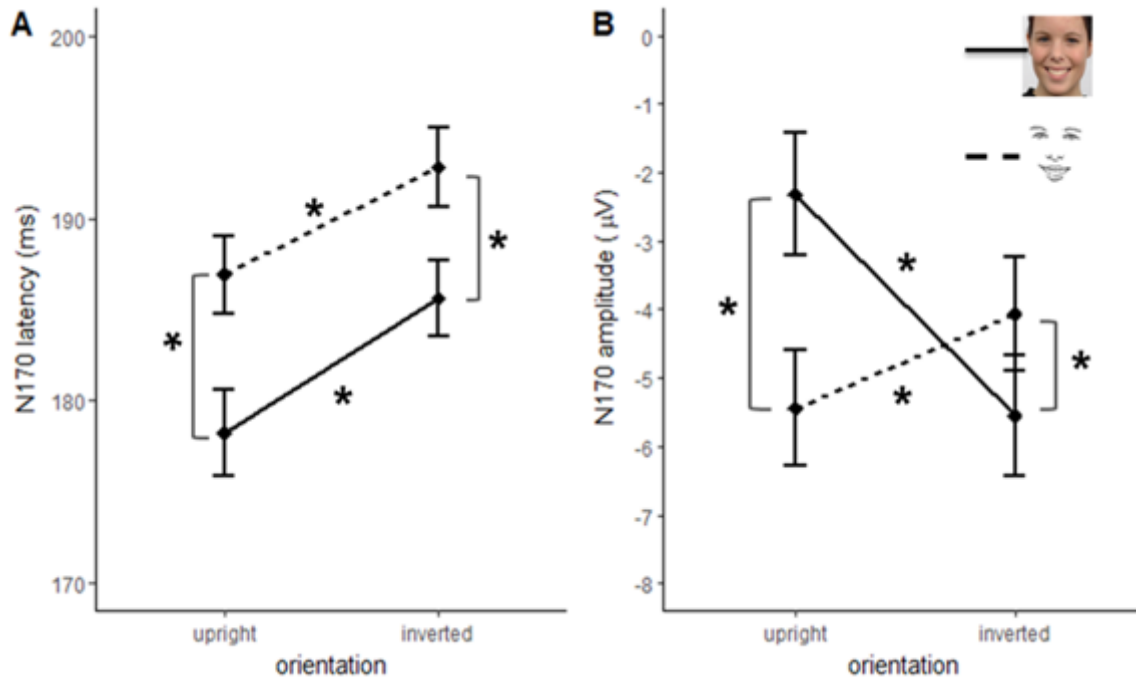 A
200
190
180
170
N170 latency (ms)
*
*
*
*
upright
inverted
orientation
B
0
-1
-2
-3
-4
-5
-6
-7
-8
N170 amplitude ( μV)
*
*
*
*
upright
inverted
orientation